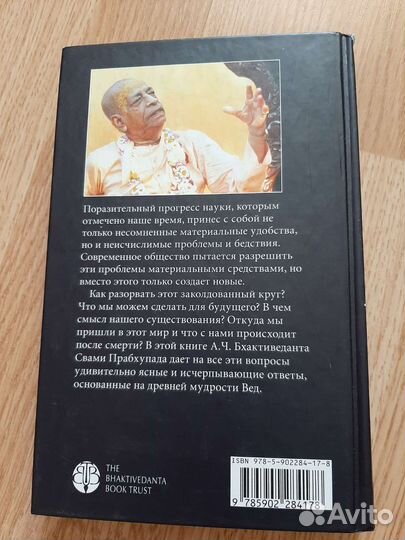 Поразительный прогресс науки, которым
отмечено наше время, принес с собой не
только несомненные материальные удобства,
но и неисчислимые проблемы и бедствия.
Современное общество пытается разрешить
эти проблемы материальными средствами, но
вместо этого только создает новые.
Как разорвать этот заколдованный круг?
Что мы можем сделать для будущего? В чем
смысл нашего существования? Откуда мы
пришли в этот мир и что с нами происходит
после смерти? В этой книге А.Ч. Бхактиведанта
Свами Прабхупада дает на все эти вопросы
удивительно ясные и исчерпывающие ответы,
основанные на древней мудрости Вед.
THE
BHAKTIVEDANTA
BOOK TRUST
ISBN 978-5-902284-17-8
9 785902 284178
Avito